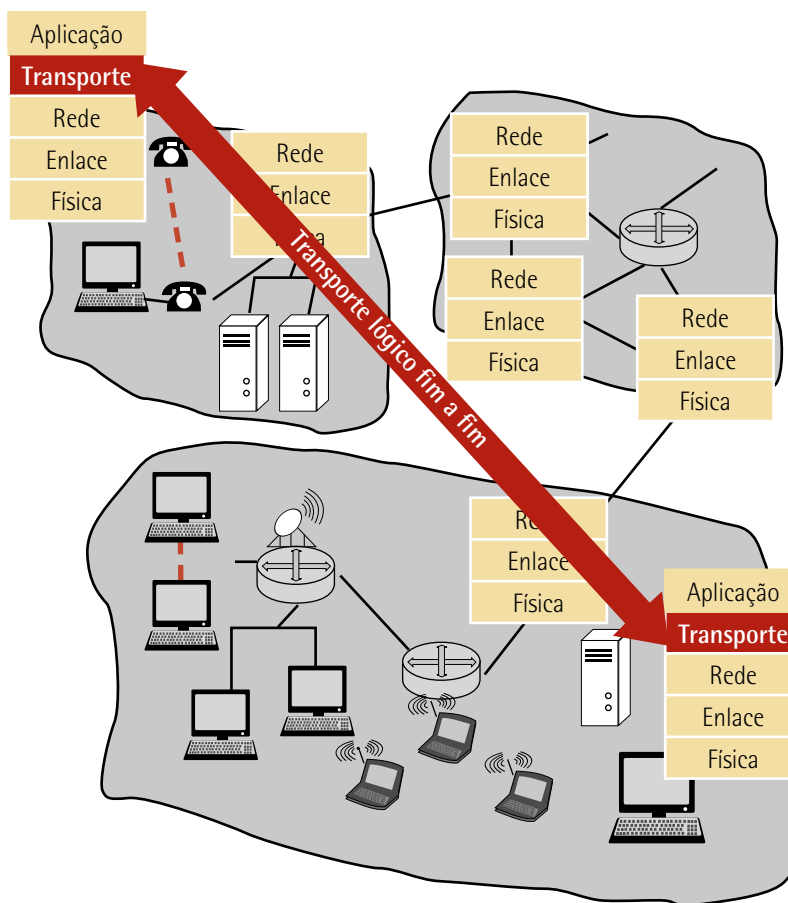 Aplicação
Transporte
Rede
Enlace
Física
Rede
Enlace
Rede
Enlace
Física
Rede
Enlace
Física
Rede
Enlace
Física
Transporte lógico fim a fim
Enlace
Física
Aplicação
Transporte
Rede
Enlace
Física